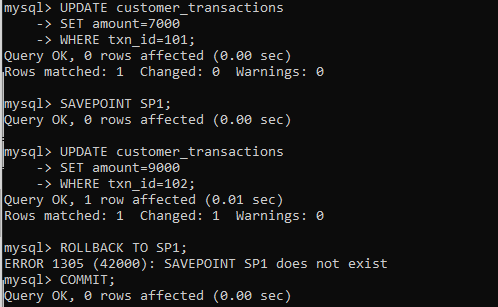 mysql> UPDATE customer_transactions
    -> SET amount=7000
    -> WHERE txn_id=101;
Query OK, 0 rows affected (0.00 sec)
Rows matched: 1  Changed: 0  Warnings: 0

mysql> SAVEPOINT SP1;
Query OK, 0 rows affected (0.00 sec)

mysql> UPDATE customer_transactions
    -> SET amount=9000
    -> WHERE txn_id=102;
Query OK, 1 row affected (0.01 sec)
Rows matched: 1  Changed: 1  Warnings: 0

mysql> ROLLBACK TO SP1;
ERROR 1305 (42000): SAVEPOINT SP1 does not exist
mysql> COMMIT;
Query OK, 0 rows affected (0.00 sec)